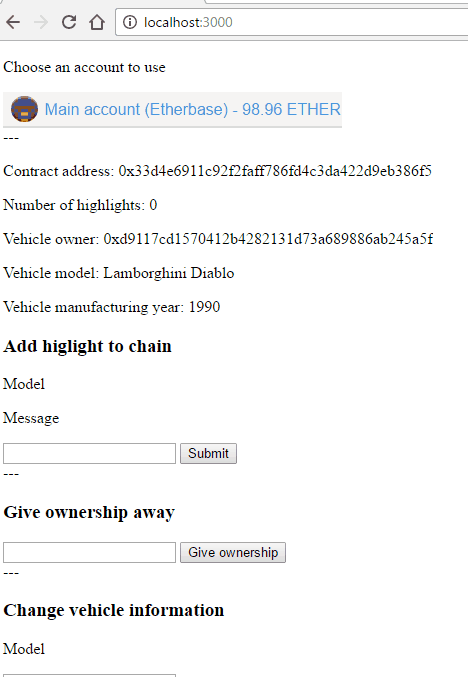 localhost:3000
Choose an account to use
Main account (Etherbase) - 98.96 ETHER
---
Contract address: 0x33d4e6911c92f2faff786fd4c3da422d9eb386f5
Number of highlights: 0
Vehicle owner: 0xd9117cd1570412b4282131d73a689886ab245a5f
Vehicle model: Lamborghini Diablo
Vehicle manufacturing year: 1990
Add higlight to chain
Model
Message
Submit
---
Give ownership away
Give ownership
---
Change vehicle information
Model